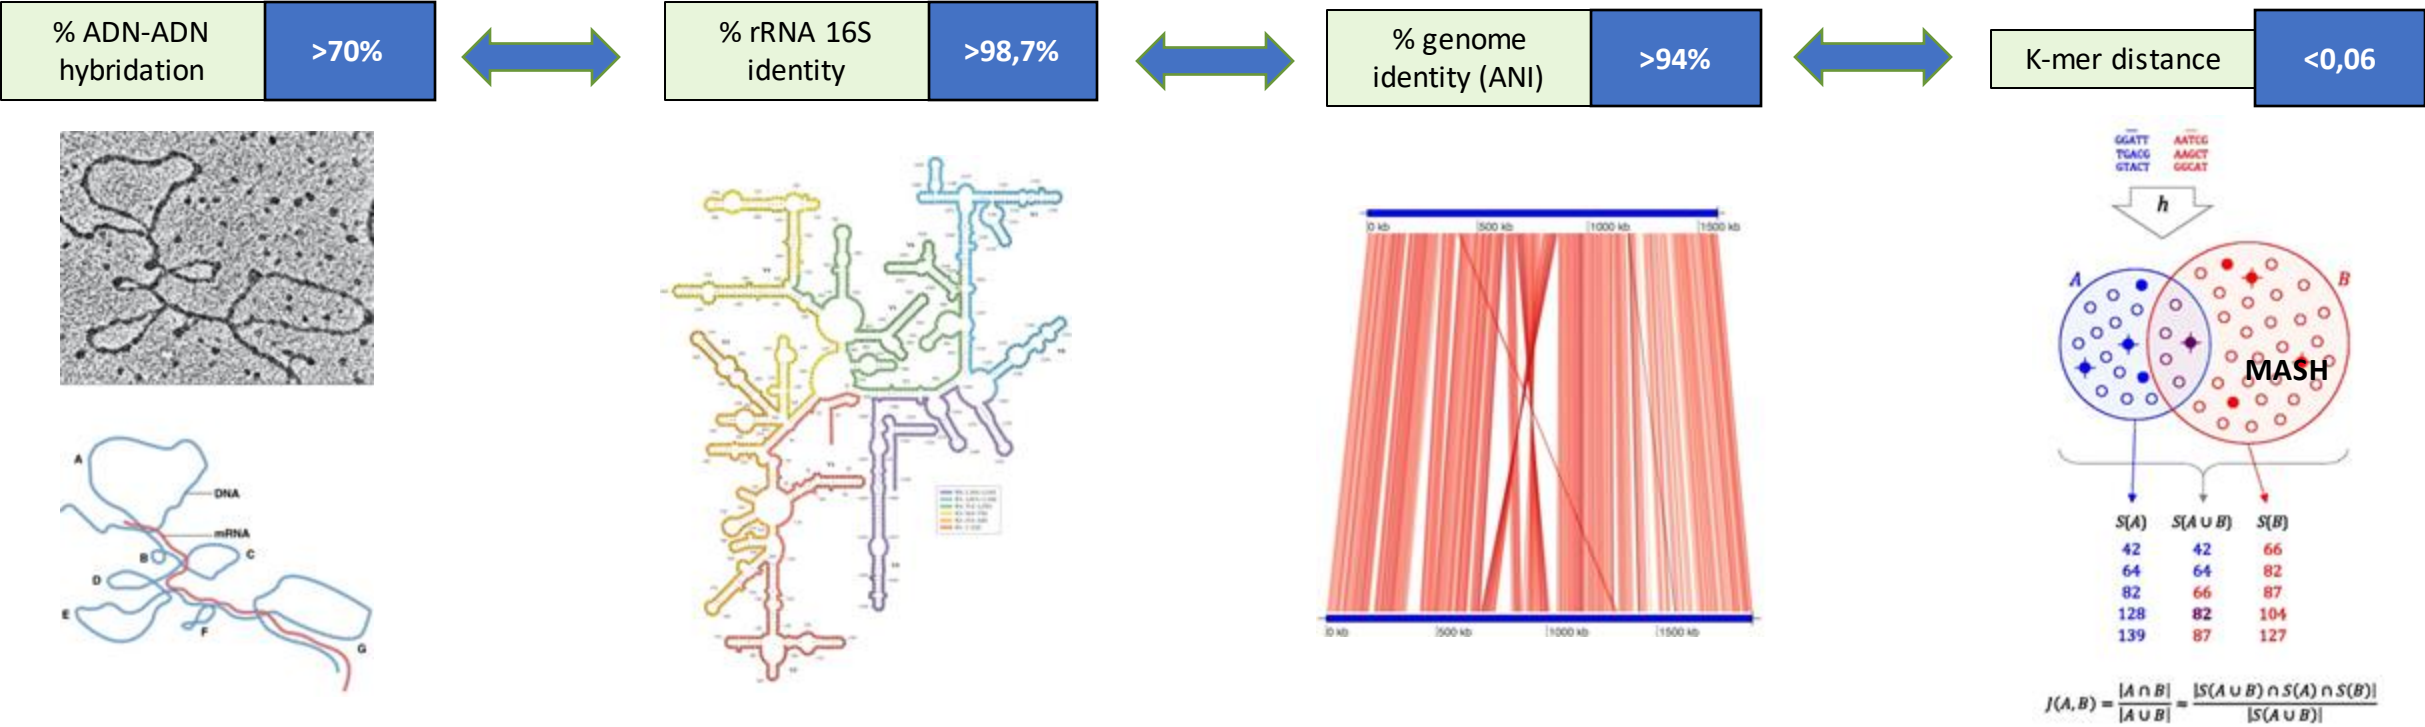 % ADN-ADN
hybridation
>70%
% rRNA 16S
identity
>98,7%
% genome
identity (ANI)
>94%
K-mer distance
<0,06
A
DNA
mRNA
B
C
D
E
F
G
0 kb
500 kb
1000 kb
1500 kb
0 kb
500 kb
1000 kb
1500 kb
GGATT AATCG
TGACG AAGCT
GTACT GGCAT
h
A
B
MASH
S(A) S(A ∪ B) S(B)
42 42 66
64 64 82
82 66 87
128 82 104
139 87 127
J(A, B) = |A ∩ B| / |A ∪ B| ≈ |S(A ∪ B) ∩ S(A) ∩ S(B)| / |S(A ∪ B)|